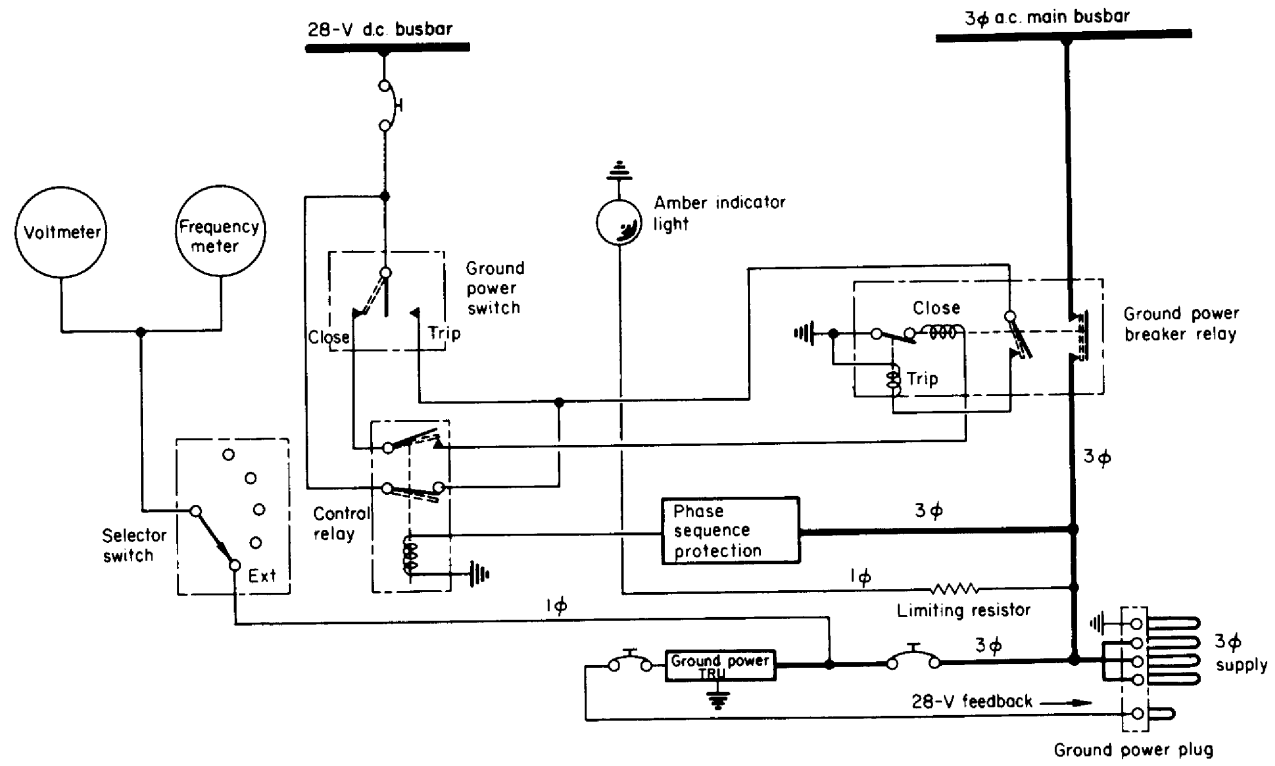 28-V d.c. busbar
3ϕ a.c. main busbar
Voltmeter
Frequency
meter
Amber indicator
light
Ground
power
switch
Close
Trip
Close
Trip
Ground power
breaker relay
3ϕ
Selector
switch
Ext
Control
relay
Phase
sequence
protection
3ϕ
1ϕ
Limiting resistor
1ϕ
Ground power
TRU
3ϕ
3ϕ
supply
28-V feedback
Ground power plug